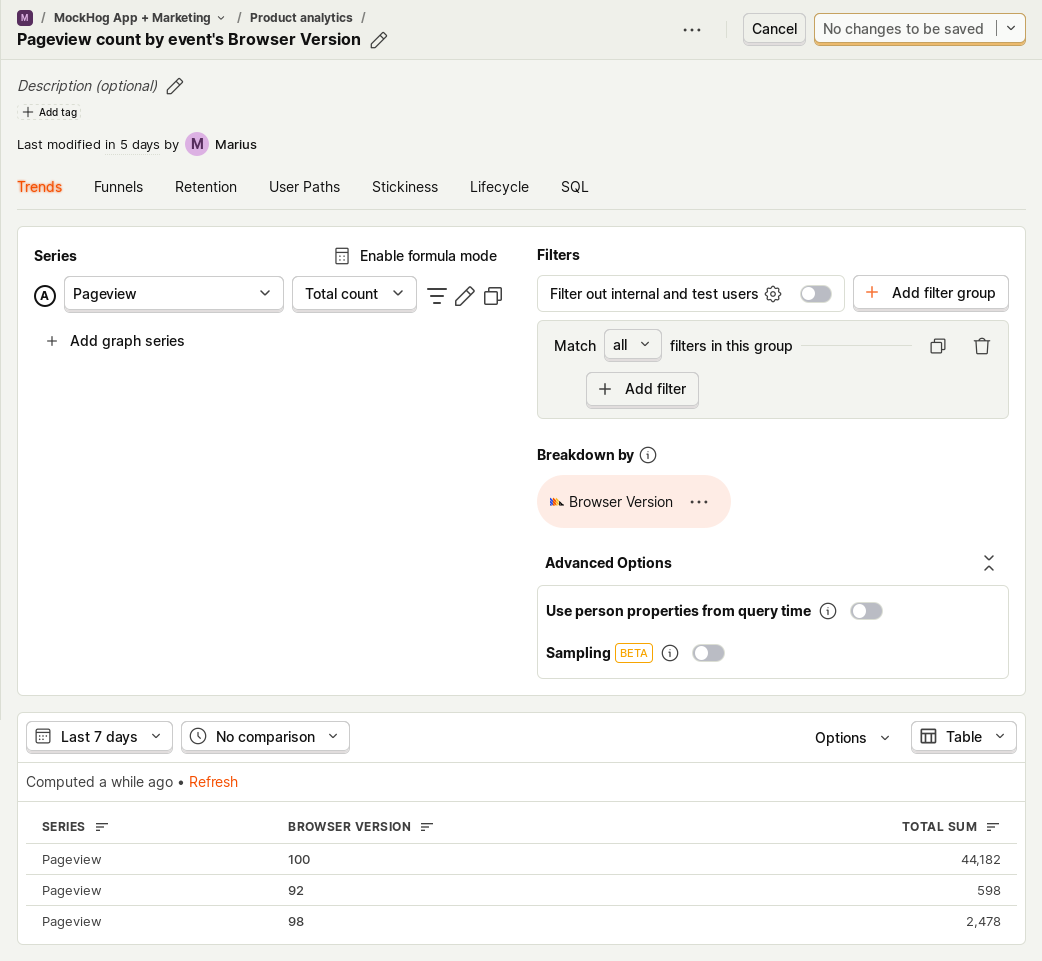 M / MockHog App + Marketing / Product analytics /
Pageview count by event's Browser Version
Cancel
No changes to be saved
Description (optional)
Add tag
Last modified in 5 days by M Marius
Trends Funnels Retention User Paths Stickiness Lifecycle SQL
Series
Enable formula mode
A Pageview Total count
Add graph series
Filters
Filter out internal and test users
Add filter group
Match all filters in this group
Add filter
Breakdown by
Browser Version
Advanced Options
Use person properties from query time
Sampling BETA
Last 7 days No comparison Options Table
Computed a while ago • Refresh
SERIES BROWSER VERSION TOTAL SUM
Pageview 100 44,182
Pageview 92 598
Pageview 98 2,478